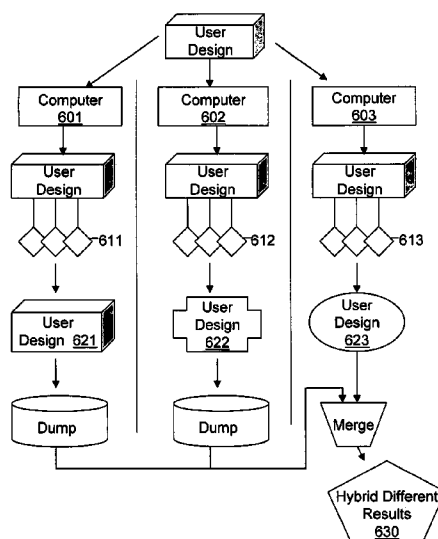 User
Design
Computer
601
Computer
602
Computer
603
User
Design
User
Design
User
Design
611
612
613
User
Design 621
User
Design
622
User
Design
623
Dump
Dump
Merge
Hybrid Different
Results
630